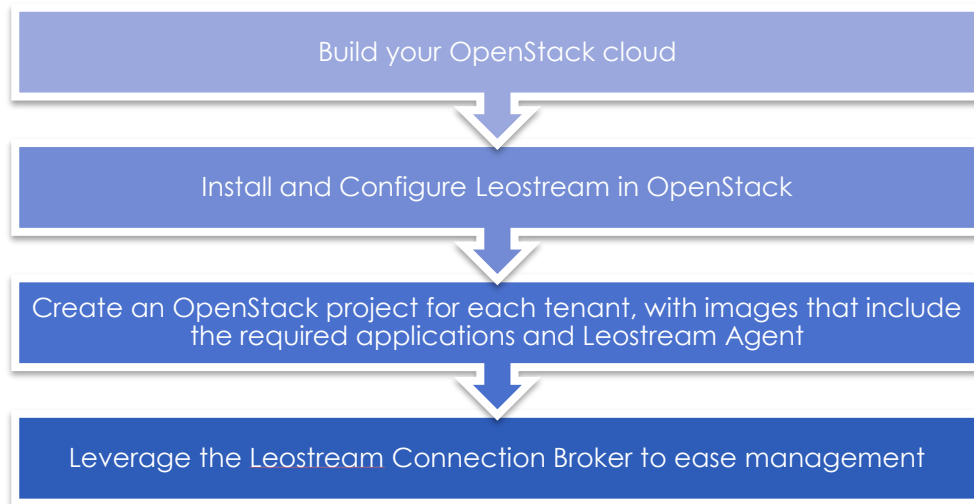 Build your OpenStack cloud
Install and Configure Leostream in OpenStack
Create an OpenStack project for each tenant, with images that include
the required applications and Leostream Agent
Leverage the Leostream Connection Broker to ease management